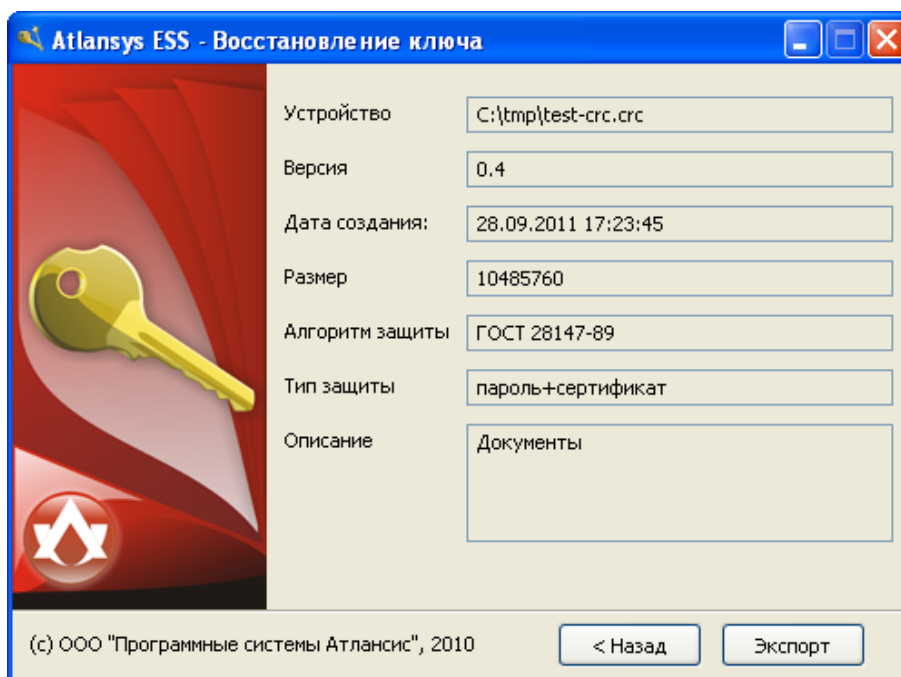 Atlansys ESS - Восстановление ключа
Устройство C:\tmp\test-crc.crc
Версия 0.4
Дата создания: 28.09.2011 17:23:45
Размер 10485760
Алгоритм защиты ГОСТ 28147-89
Тип защиты пароль+сертификат
Описание Документы
(c) ООО "Программные системы Атлансис", 2010 < Назад Экспорт